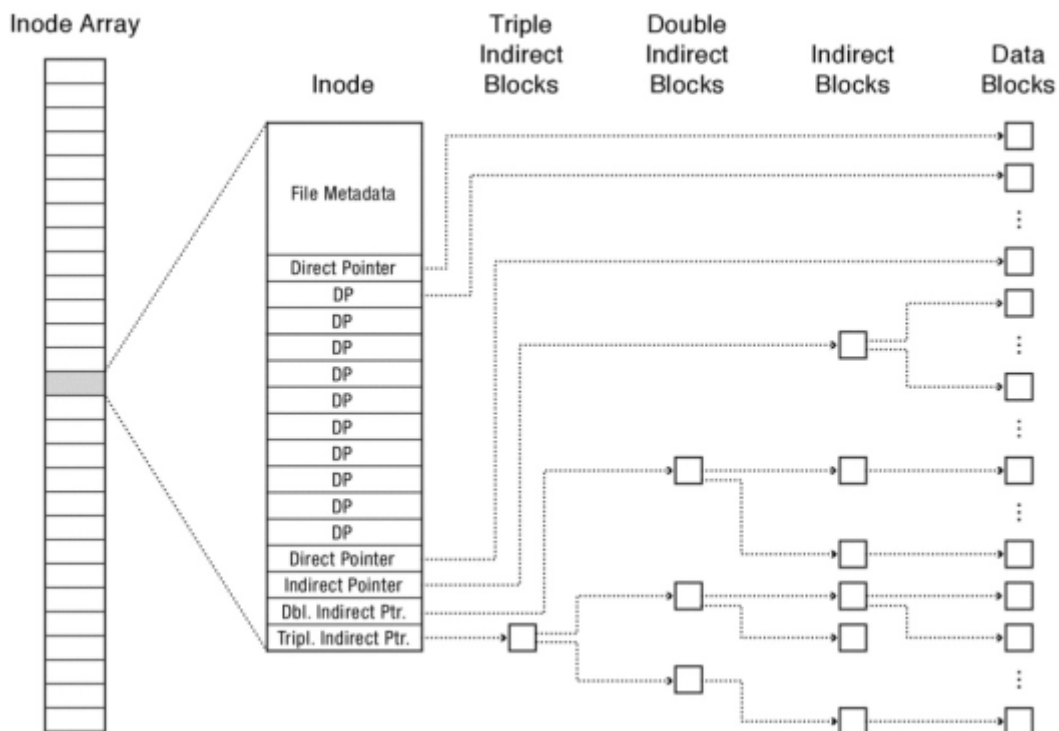 Inode Array
Inode
Triple
Indirect
Blocks
Double
Indirect
Blocks
Indirect
Blocks
Data
Blocks
File Metadata
Direct Pointer
DP
DP
DP
DP
DP
DP
DP
DP
DP
DP
Direct Pointer
Indirect Pointer
Dbl. Indirect Ptr.
Tripl. Indirect Ptr.